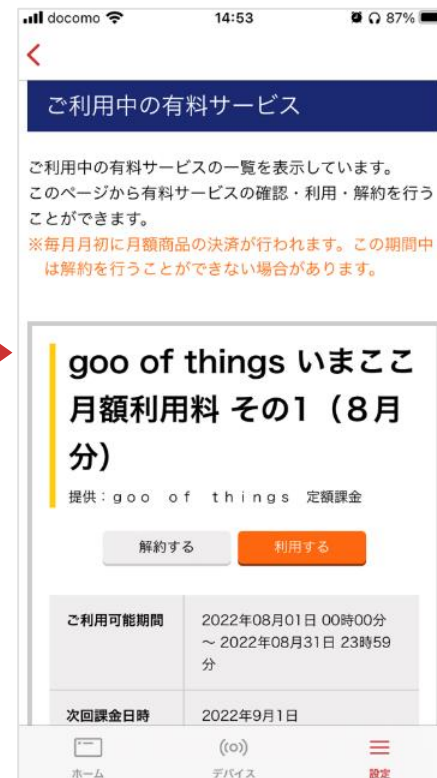 docomo 14:53 87%
ご利用中の有料サービス
ご利用中の有料サービスの一覧を表示しています。
このページから有料サービスの確認・利用・解約を行う
ことができます。
※毎月月初に月額商品の決済が行われます。この期間中
は解約を行うことができない場合があります。
goo of things いまここ
月額利用料 その1（８月
分）
提供：ｇｏｏ　ｏｆ　ｔｈｉｎｇｓ　定額課金
解約する 利用する
ご利用可能期間 2022年08月01日 00時00分
～ 2022年08月31日 23時59
分
次回課金日時 2022年9月1日
ホーム デバイス 設定